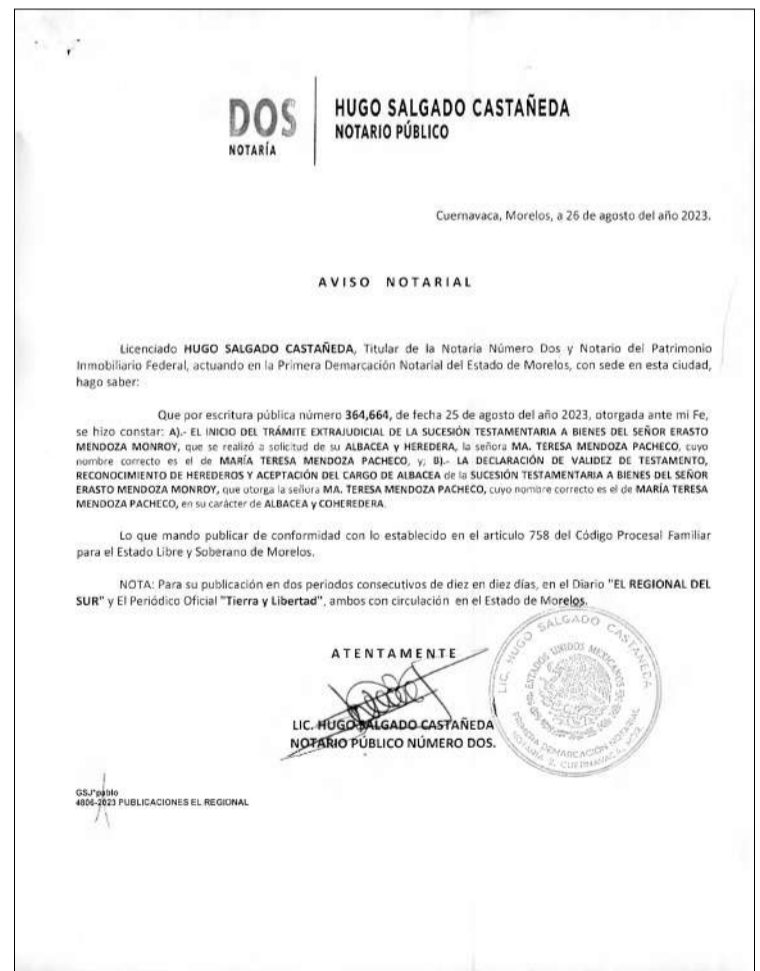 DOS
NOTARÍA
HUGO SALGADO CASTAÑEDA
NOTARIO PÚBLICO
Cuernavaca, Morelos, a 26 de agosto del año 2023.
AVISO NOTARIAL
Licenciado HUGO SALGADO CASTAÑEDA, Titular de la Notaría Número Dos y Notario del Patrimonio
Inmobiliario Federal, actuando en la Primera Demarcación Notarial del Estado de Morelos, con sede en esta ciudad,
hago saber:
Que por escritura pública número 364,664, de fecha 25 de agosto del año 2023, otorgada ante mi Fe,
se hizo constar: A).- EL INICIO DEL TRÁMITE EXTRAJUDICIAL DE LA SUCESIÓN TESTAMENTARIA A BIENES DEL SEÑOR ERASTO
MENDOZA MONROY, que se realizó a solicitud de su ALBACEA y HEREDERA, la señora MA. TERESA MENDOZA PACHECO, cuyo
nombre correcto es el de MARÍA TERESA MENDOZA PACHECO, y; B).- LA DECLARACIÓN DE VALIDEZ DE TESTAMENTO,
RECONOCIMIENTO DE HEREDEROS Y ACEPTACIÓN DEL CARGO DE ALBACEA de la SUCESIÓN TESTAMENTARIA A BIENES DEL SEÑOR
ERASTO MENDOZA MONROY, que otorga la señora MA. TERESA MENDOZA PACHECO, cuyo nombre correcto es el de MARÍA TERESA
MENDOZA PACHECO, en su carácter de ALBACEA y COHEREDERA.
Lo que mando publicar de conformidad con lo establecido en el artículo 758 del Código Procesal Familiar
para el Estado Libre y Soberano de Morelos.
NOTA: Para su publicación en dos periodos consecutivos de diez en diez días, en el Diario "EL REGIONAL DEL
SUR" y El Periódico Oficial "Tierra y Libertad", ambos con circulación en el Estado de Morelos.
ATENTAMENTE
LIC. HUGO SALGADO CASTAÑEDA
NOTARIO PÚBLICO NÚMERO DOS.
LIC. HUGO SALGADO CASTAÑEDA
ESTADOS UNIDOS MEXICANOS
PRIMERA DEMARCACIÓN NOTARIAL
NOTARIA 2, CUERNAVACA, MOR.
GSJ*pablo
4806-2023 PUBLICACIONES EL REGIONAL